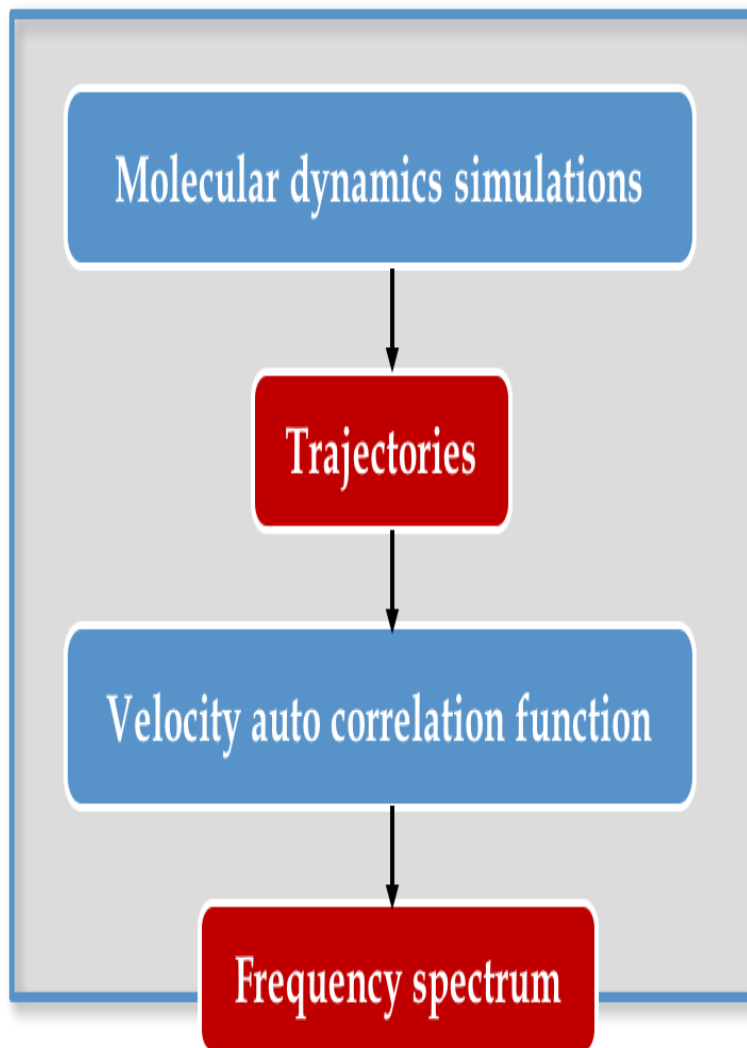 Molecular dynamics simulations
Trajectories
Velocity auto correlation function
Frequency spectrum